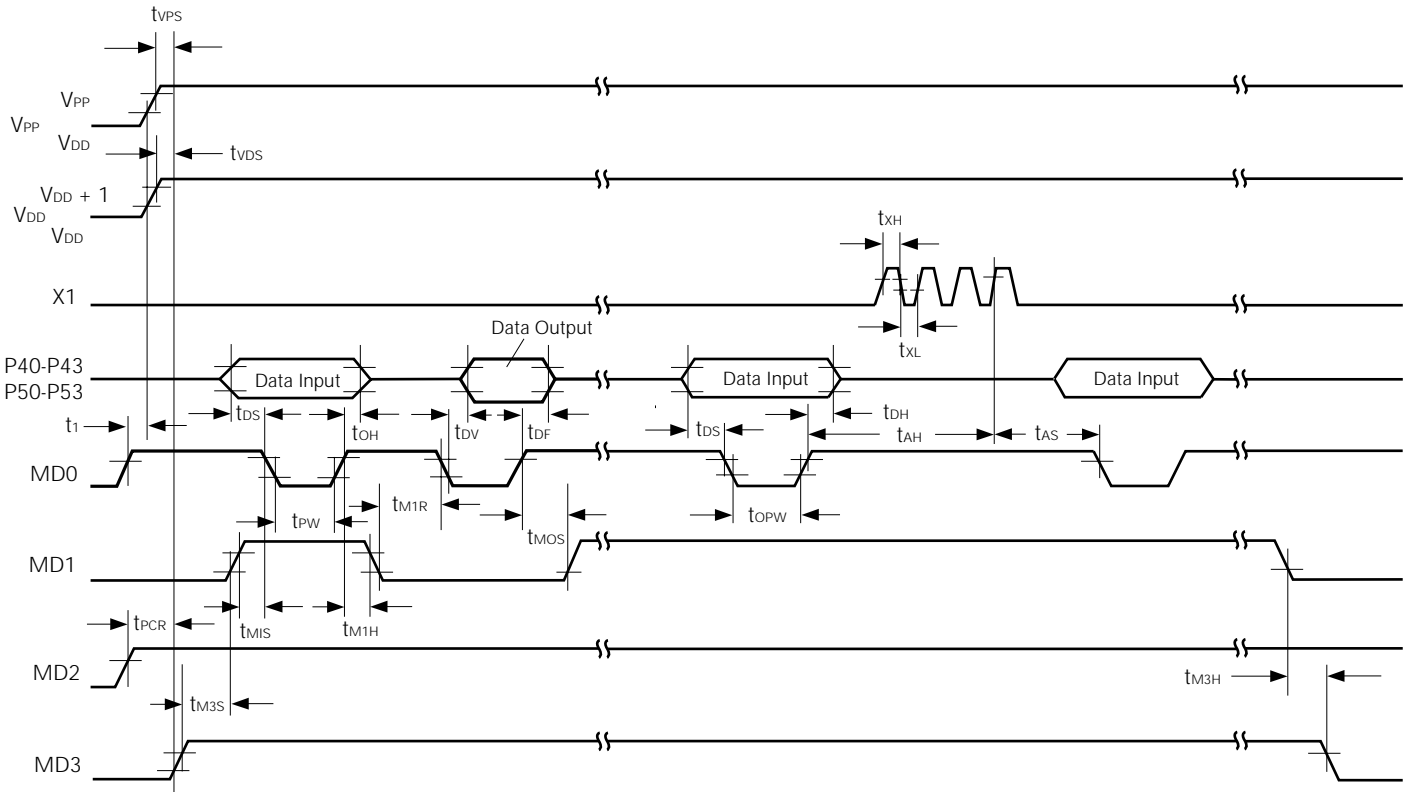 tVPS
VPP
VPP
VDD
tVDS
VDD + 1
VDD
VDD
tXH
X1
tXL
Data Output
P40-P43
P50-P53
Data Input
Data Input
Data Input
t1
tDS
tOH
tDV
tDF
tDS
tDH
tAH
tAS
MD0
tPW
tM1R
tMOS
tOPW
MD1
tPCR
tMIS
tM1H
MD2
tM3S
tM3H
MD3